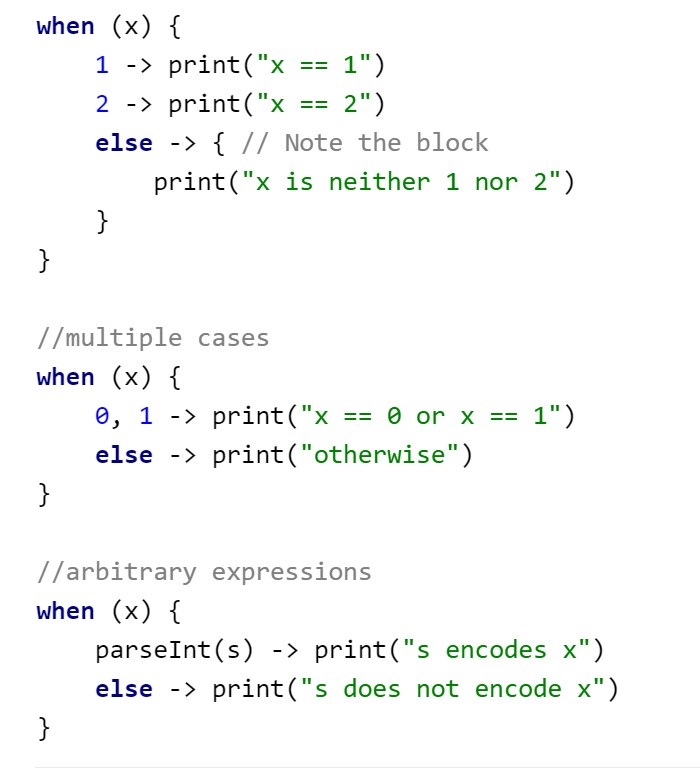 when (x) {
    1 -> print("x == 1")
    2 -> print("x == 2")
    else -> { // Note the block
        print("x is neither 1 nor 2")
    }
}

//multiple cases
when (x) {
    0, 1 -> print("x == 0 or x == 1")
    else -> print("otherwise")
}

//arbitrary expressions
when (x) {
    parseInt(s) -> print("s encodes x")
    else -> print("s does not encode x")
}